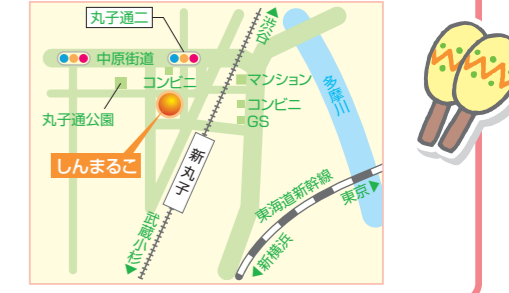 丸子通二
渋谷
中原街道
コンビニ
マンション
多摩川
丸子通公園
コンビニ
GS
しんまるこ
新丸子
東海道新幹線
東京
武蔵小杉
新横浜